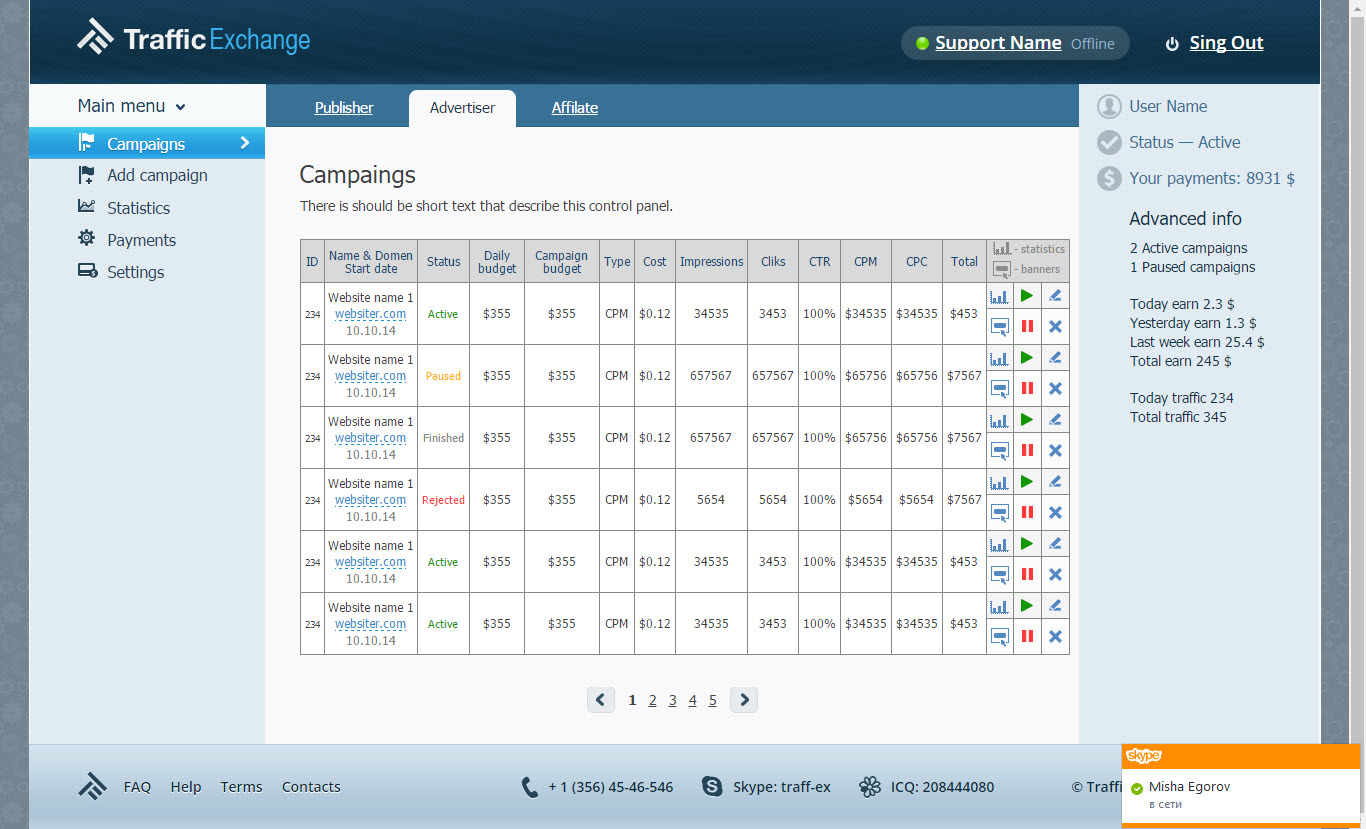 Traffic Exchange
Support Name Offline
Sing Out
Main menu
Campaigns
Add campaign
Statistics
Payments
Settings
Publisher Advertiser Affilate
Campaings
There is should be short text that describe this control panel.
ID Name & Domen Start date Status Daily budget Campaign budget Type Cost Impressions Cliks CTR CPM CPC Total - statistics - banners
234 Website name 1 websiter.com 10.10.14 Active $355 $355 CPM $0.12 34535 3453 100% $34535 $34535 $453
234 Website name 1 websiter.com 10.10.14 Paused $355 $355 CPM $0.12 657567 657567 100% $65756 $65756 $7567
234 Website name 1 websiter.com 10.10.14 Finished $355 $355 CPM $0.12 657567 657567 100% $65756 $65756 $7567
234 Website name 1 websiter.com 10.10.14 Rejected $355 $355 CPM $0.12 5654 5654 100% $5654 $5654 $7567
234 Website name 1 websiter.com 10.10.14 Active $355 $355 CPM $0.12 34535 3453 100% $34535 $34535 $453
234 Website name 1 websiter.com 10.10.14 Active $355 $355 CPM $0.12 34535 3453 100% $34535 $34535 $453
1 2 3 4 5
User Name
Status — Active
Your payments: 8931 $
Advanced info
2 Active campaigns
1 Paused campaigns
Today earn 2.3 $
Yesterday earn 1.3 $
Last week earn 25.4 $
Total earn 245 $
Today traffic 234
Total traffic 345
FAQ Help Terms Contacts
+ 1 (356) 45-46-546
Skype: traff-ex
ICQ: 208444080
©
skype
Misha Egorov
в сети